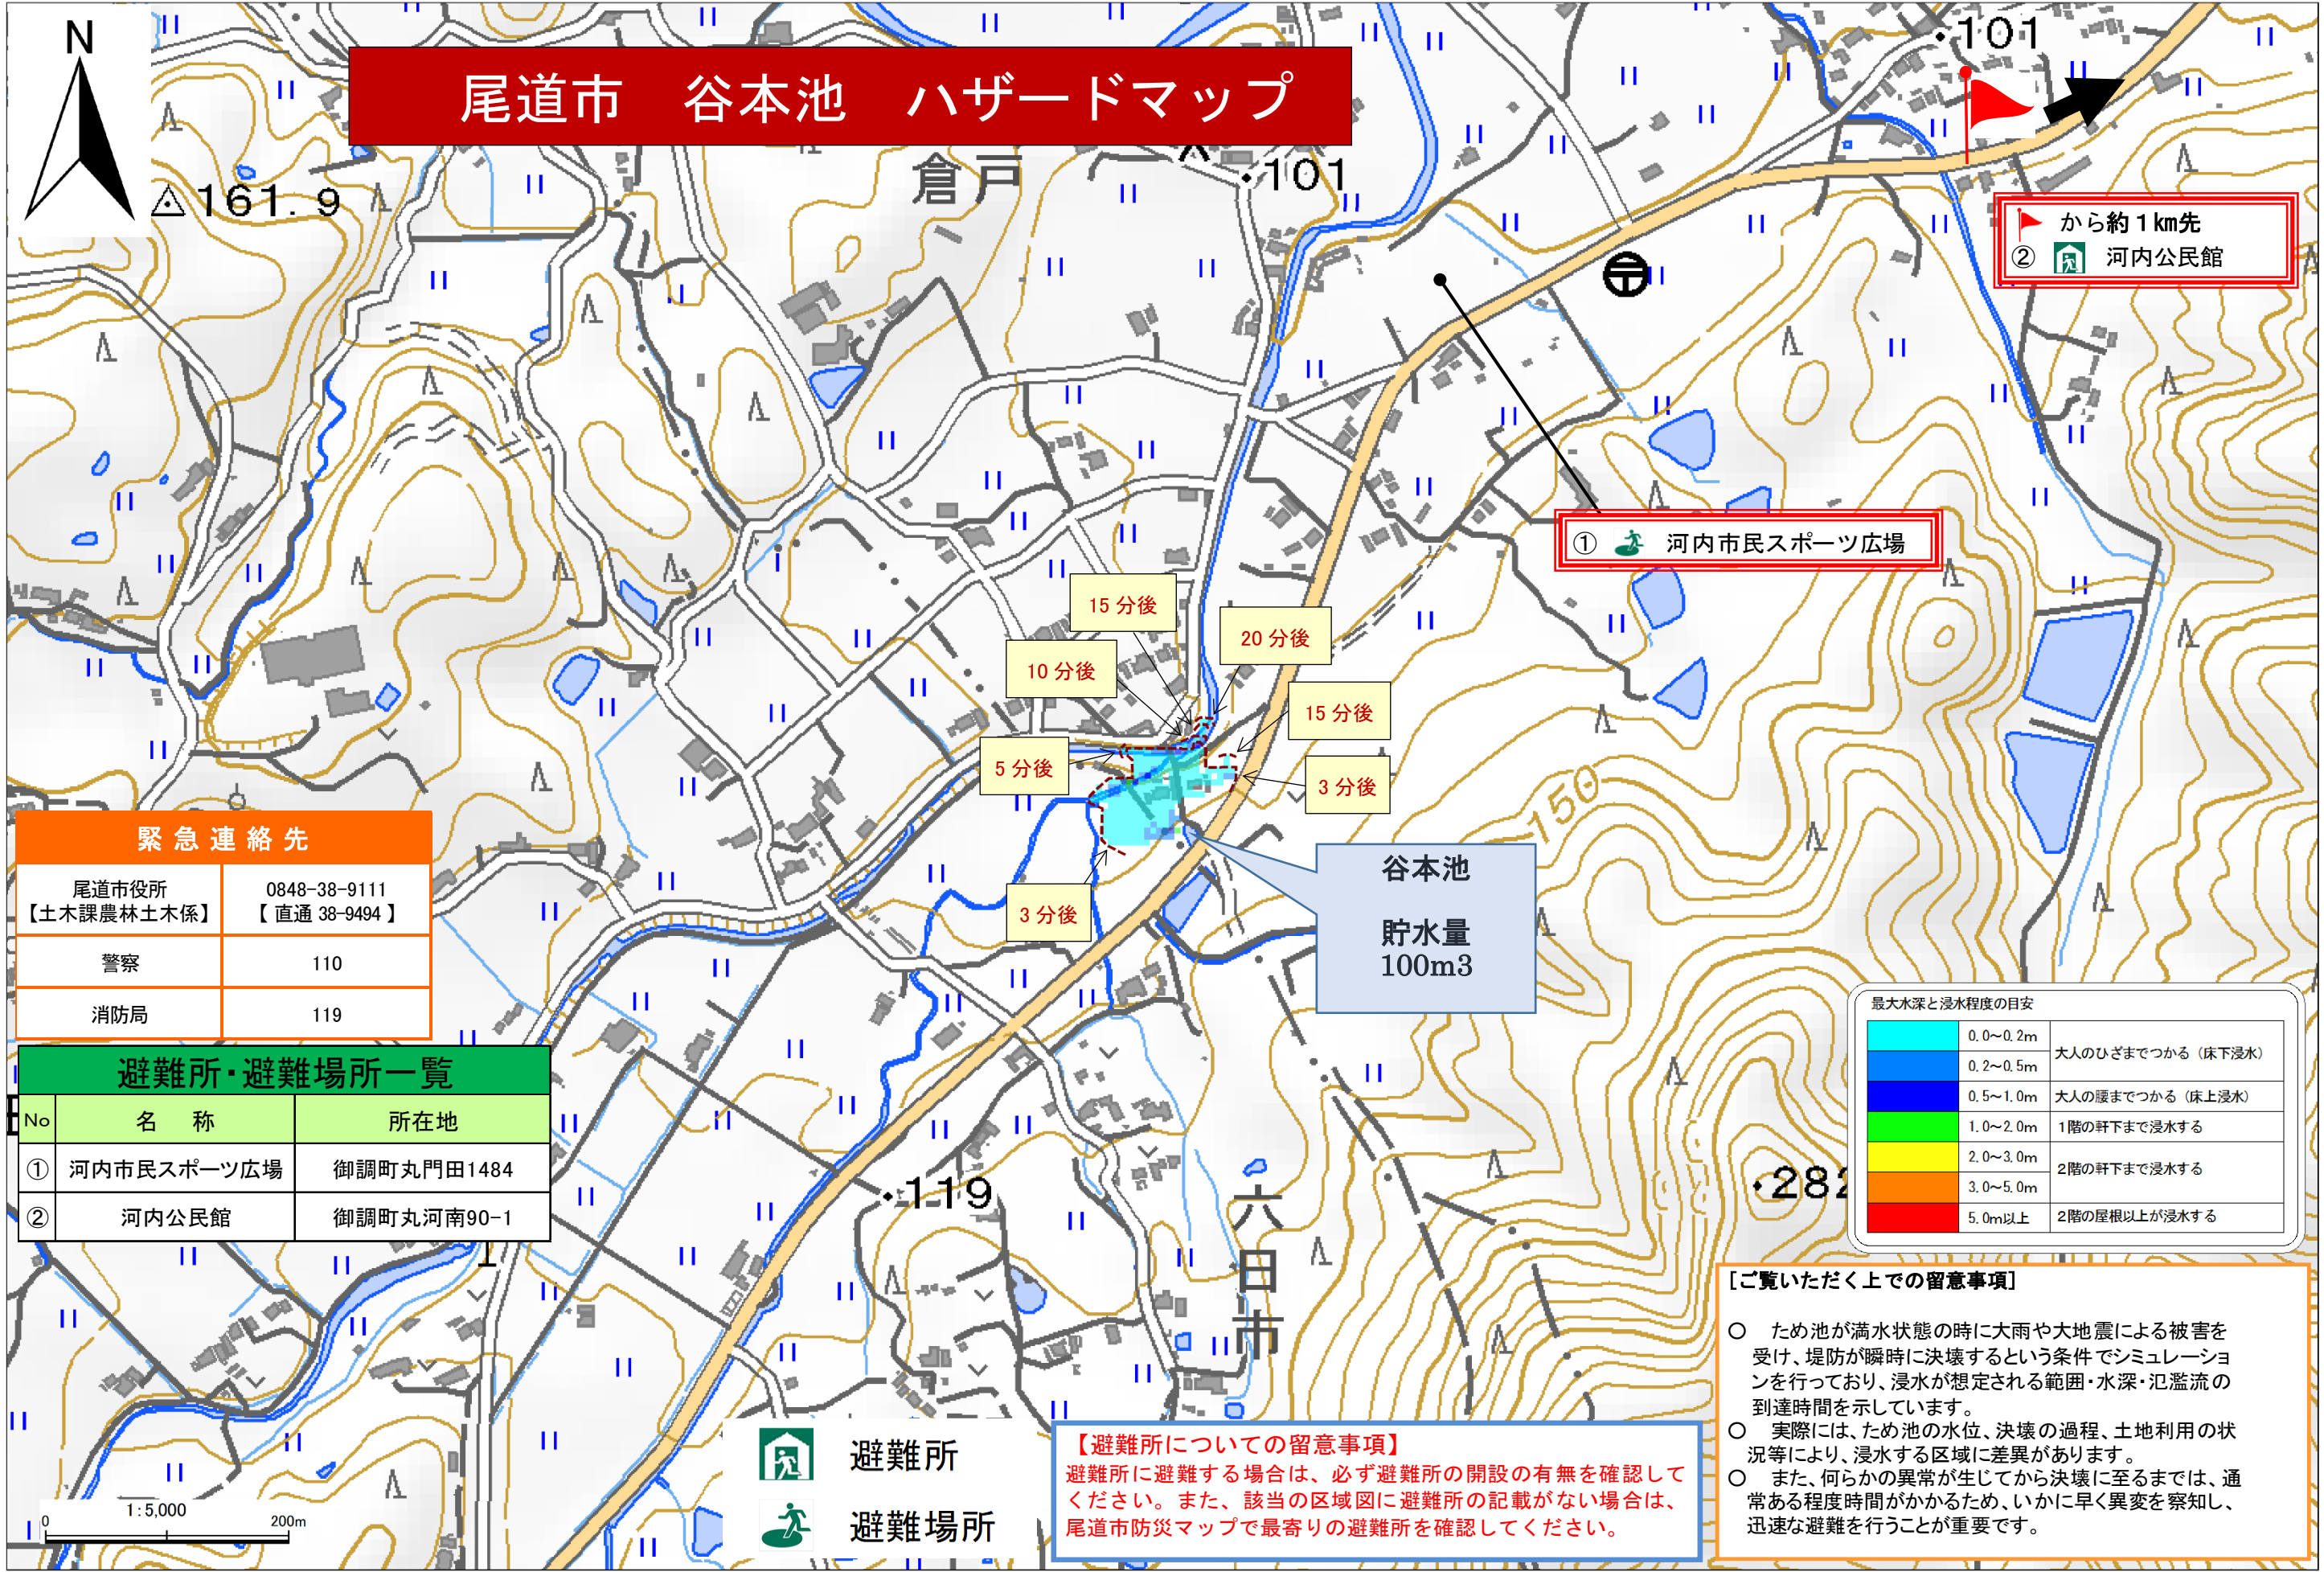 N
尾道市　谷本池　ハザードマップ
101
101
161.9
倉戸
から約1km先
② 河内公民館
① 河内市民スポーツ広場
15分後
20分後
10分後
15分後
5分後
3分後
3分後
150
谷本池
貯水量
100m3
緊急連絡先
尾道市役所
【土木課農林土木係】
0848-38-9111
【 直通 38-9494 】
警察 110
消防局 119
避難所・避難場所一覧
No 名　称 所在地
① 河内市民スポーツ広場 御調町丸門田1484
② 河内公民館 御調町丸河南90-1
119
六日市
282
最大水深と浸水程度の目安
0.0~0.2m
大人のひざまでつかる（床下浸水）
0.2~0.5m
0.5~1.0m 大人の腰までつかる（床上浸水）
1.0~2.0m 1階の軒下まで浸水する
2.0~3.0m
2階の軒下まで浸水する
3.0~5.0m
5.0m以上 2階の屋根以上が浸水する
[ご覧いただく上での留意事項]
○　ため池が満水状態の時に大雨や大地震による被害を
受け、堤防が瞬時に決壊するという条件でシミュレーショ
ンを行っており、浸水が想定される範囲・水深・氾濫流の
到達時間を示しています。
○　実際には、ため池の水位、決壊の過程、土地利用の状
況等により、浸水する区域に差異があります。
○　また、何らかの異常が生じてから決壊に至るまでは、通
常ある程度時間がかかるため、いかに早く異変を察知し、
迅速な避難を行うことが重要です。
避難所
避難場所
【避難所についての留意事項】
避難所に避難する場合は、必ず避難所の開設の有無を確認して
ください。また、該当の区域図に避難所の記載がない場合は、
尾道市防災マップで最寄りの避難所を確認してください。
1:5,000
0 200m